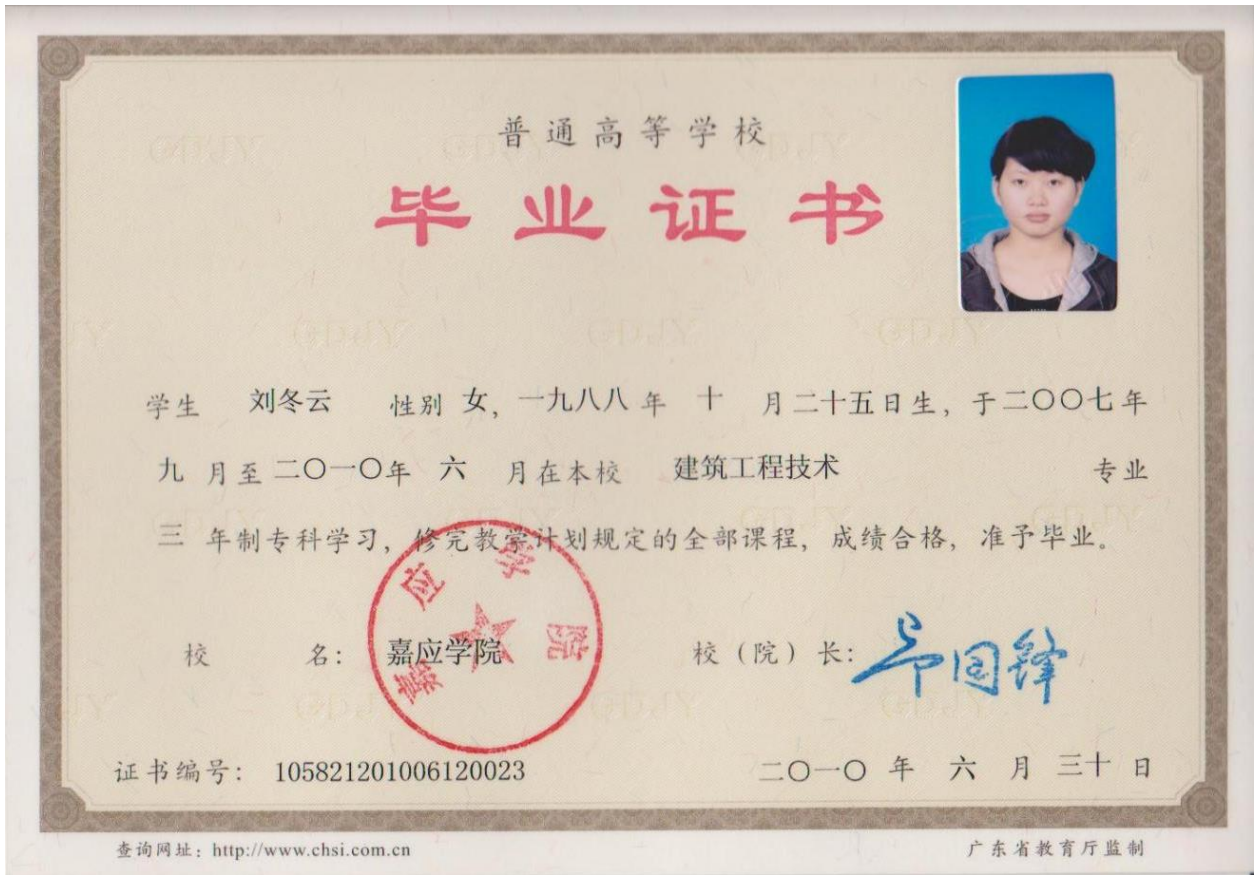 普通高等学校
毕业证书
学生 刘冬云 性别 女，一九八八年 十 月二十五日生，于二〇〇七年
九 月至二〇一〇年 六 月在本校 建筑工程技术 专业
三 年制专科学习，修完教学计划规定的全部课程，成绩合格，准予毕业。
嘉应学院
校 名： 嘉应学院 校（院）长：
证书编号： 105821201006120023 二〇一〇 年 六 月 三十 日
查询网址：http://www.chsi.com.cn 广东省教育厅监制